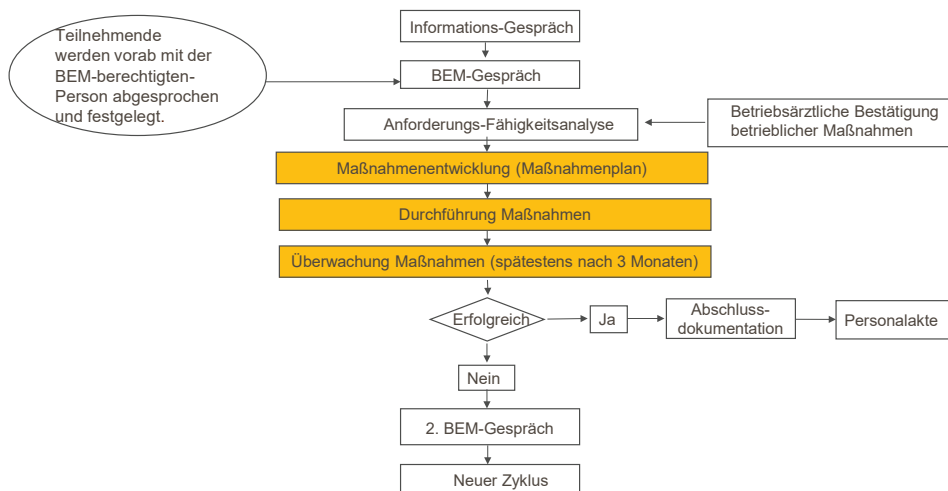 Informations-Gespräch
Teilnehmende
werden vorab mit der
BEM-berechtigten-
Person abgesprochen
und festgelegt.
BEM-Gespräch
Anforderungs-Fähigkeitsanalyse
Betriebsärztliche Bestätigung
betrieblicher Maßnahmen
Maßnahmenentwicklung (Maßnahmenplan)
Durchführung Maßnahmen
Überwachung Maßnahmen (spätestens nach 3 Monaten)
Erfolgreich
Ja
Abschluss-
dokumentation
Personalakte
Nein
2. BEM-Gespräch
Neuer Zyklus